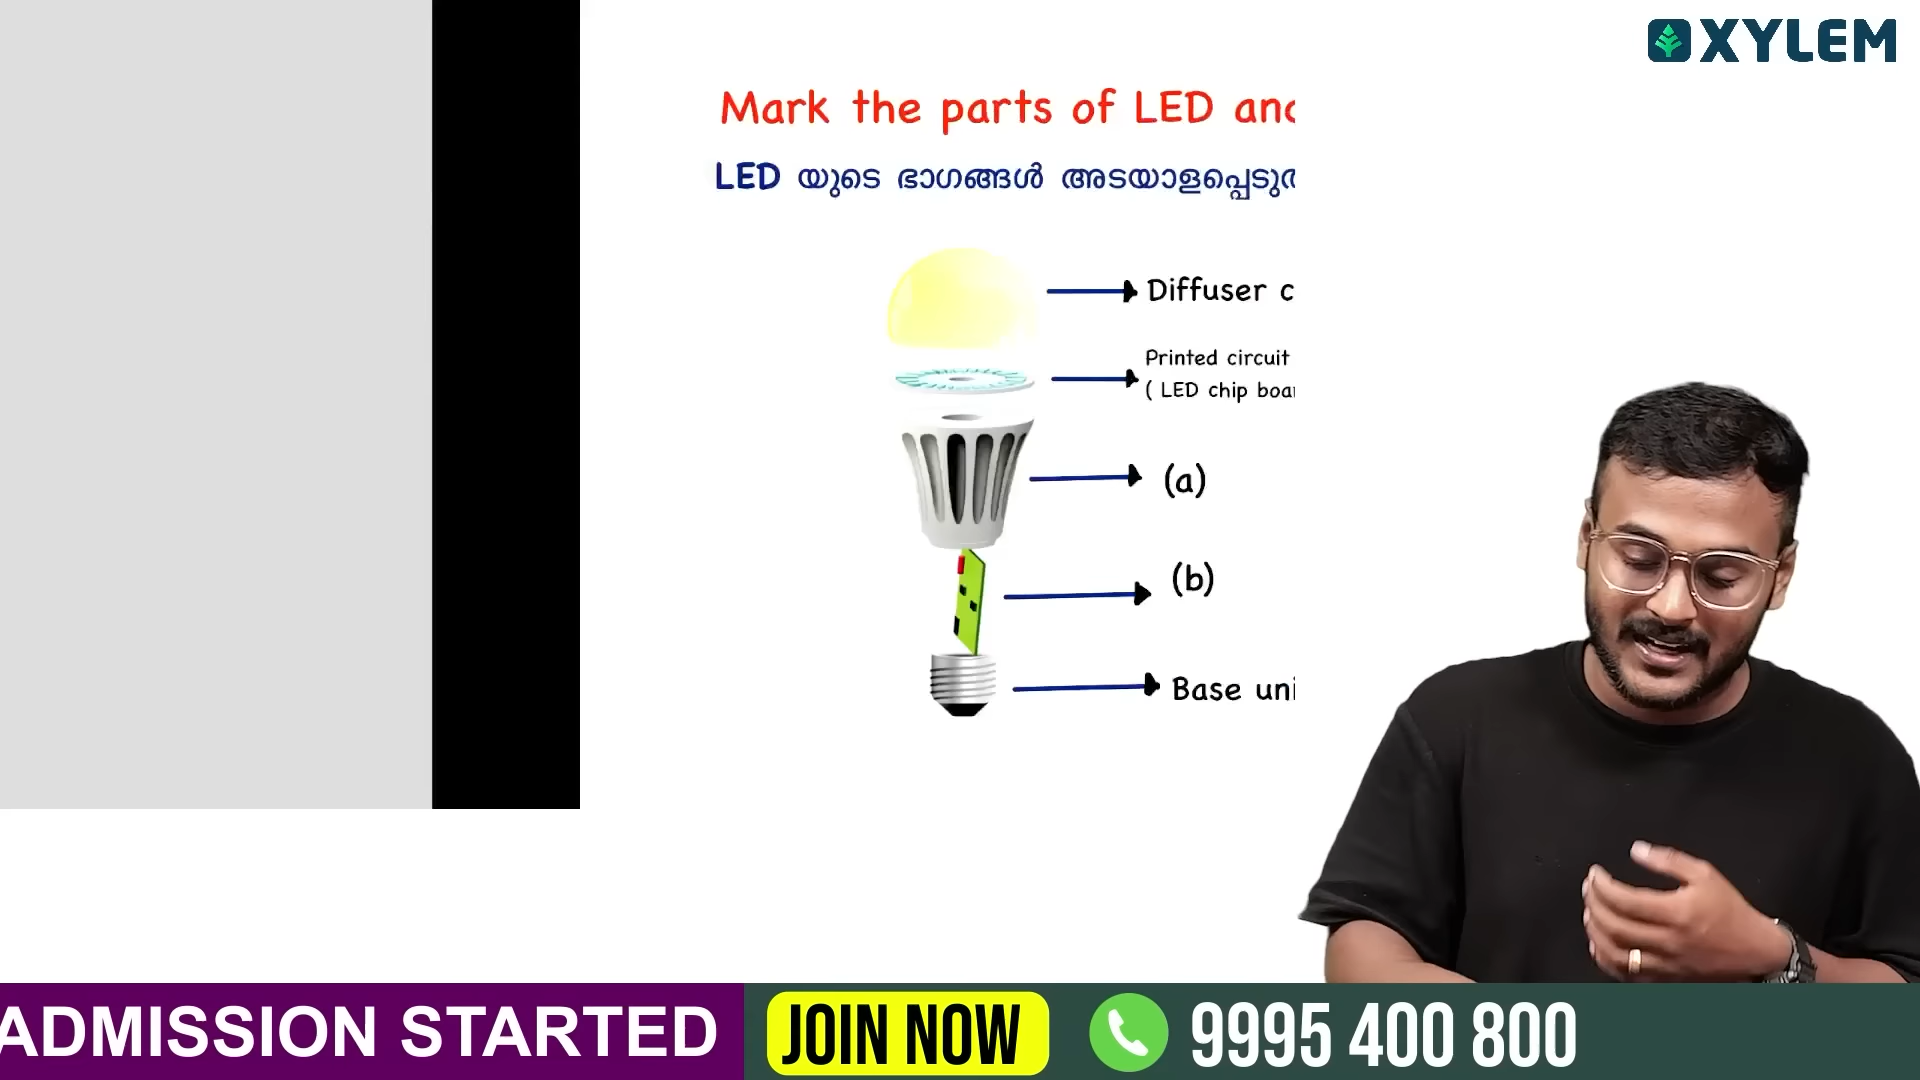 XYLEM
Mark the parts of LED
LED യുടെ ഭാഗങ്ങൾ
Diffuser
Printed circuit
( LED chip
(a)
(b)
Base
ADMISSION STARTED
JOIN NOW
9995 400 800